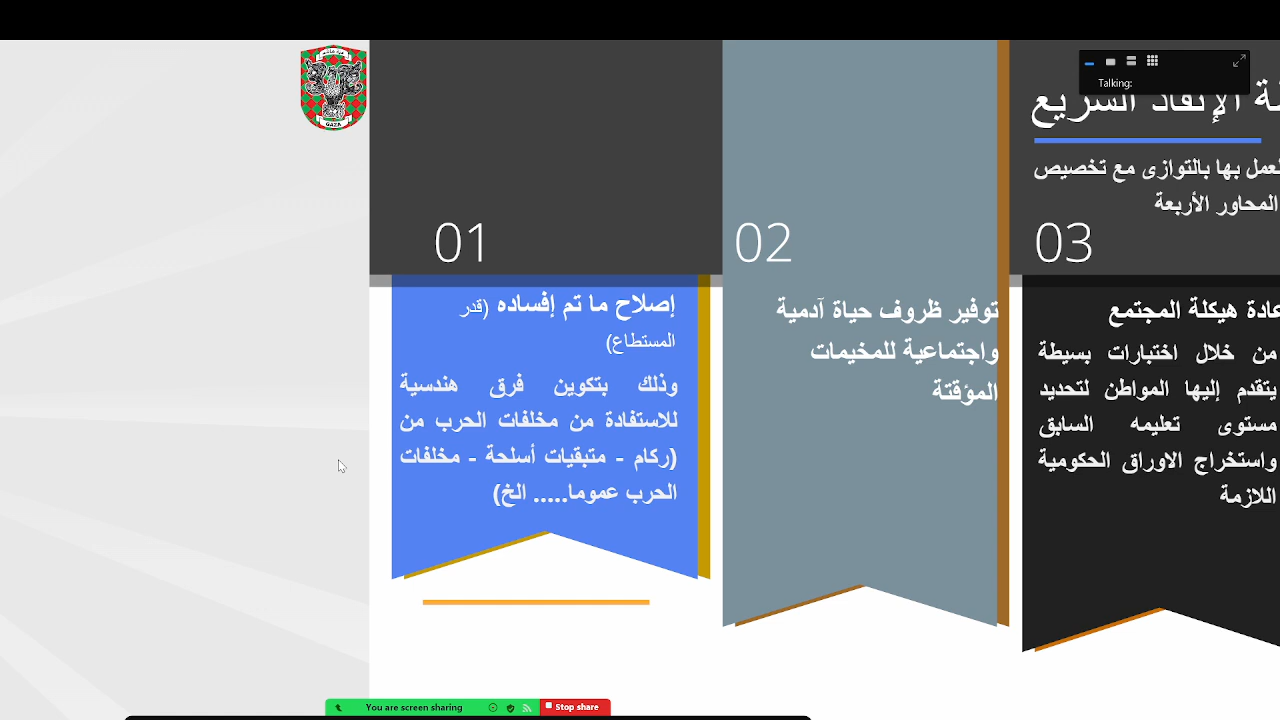 GAZA
Talking:
الإنقاذ السريع
لعمل بها بالتوازى مع تخصيص
المحاور الأربعة
01
إصلاح ما تم إفساده (قدر
المستطاع)
وذلك بتكوين فرق هندسية
للاستفادة من مخلفات الحرب من
(ركام - متبقيات أسلحة - مخلفات
الحرب عموما..... الخ)
02
توفير ظروف حياة آدمية
واجتماعية للمخيمات
المؤقتة
03
عادة هيكلة المجتمع
من خلال اختبارات بسيطة
يتقدم إليها المواطن لتحديد
مستوى تعليمه السابق
واستخراج الاوراق الحكومية
اللازمة
You are screen sharing
Stop share